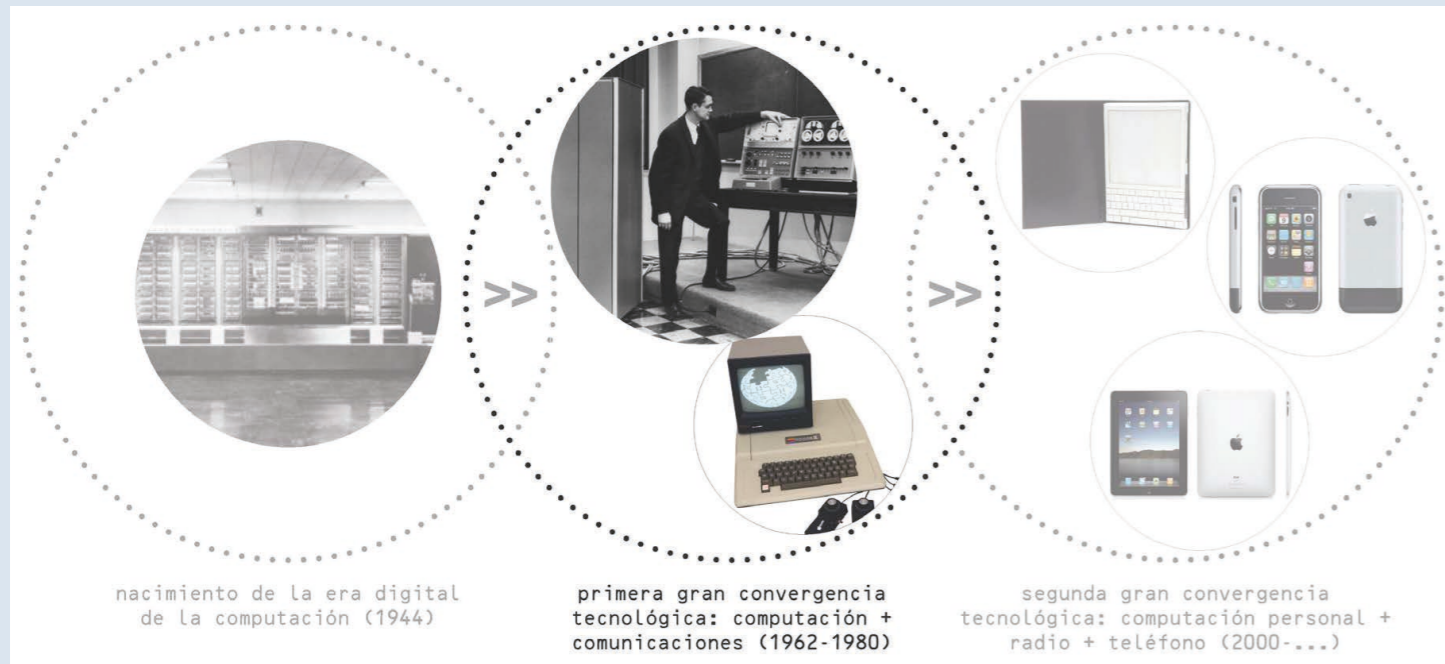 >>
>>
nacimiento de la era digital
de la computación (1944)
primera gran convergencia
tecnológica: computación +
comunicaciones (1962-1980)
segunda gran convergencia
tecnológica: computación personal +
radio + teléfono (2000-...)